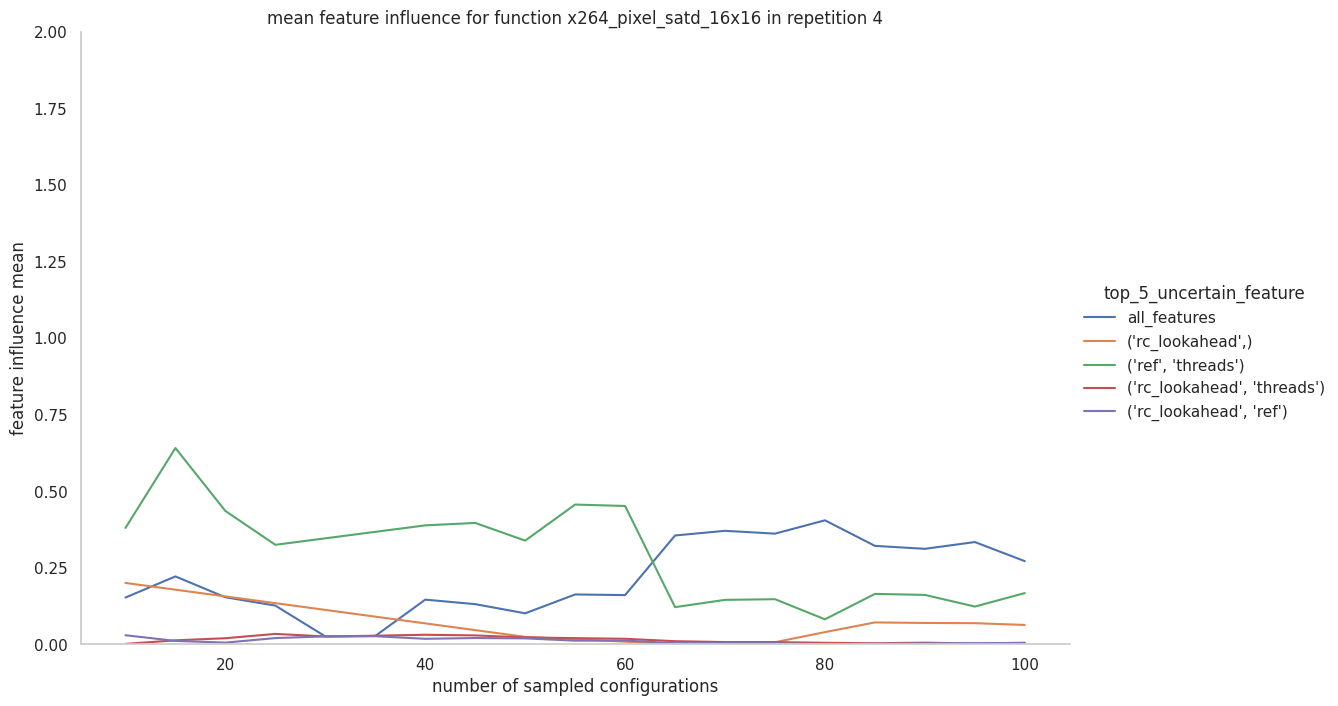 mean feature influence for function x264_pixel_satd_16x16 in repetition 4
2.00
1.75
1.50
1.25
1.00
0.75
0.50
0.25
0.00
feature influence mean
20
40
60
80
100
number of sampled configurations
top_5_uncertain_feature
all_features
('rc_lookahead',)
('ref', 'threads')
('rc_lookahead', 'threads')
('rc_lookahead', 'ref')